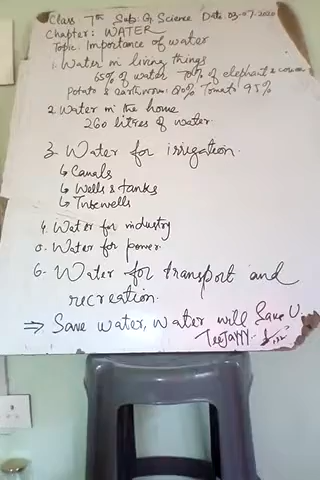 Class 7th Sub: G. Science Date: 03-07-2020
Chapter: WATER
Topic: Importance of water
1. Water in living things
65% of water 70% of elephant & cow
Potato & earthworm 80% Tomato 95%
2. Water in the home
260 litres of water.
3. Water for irrigation.
↳ Canals
↳ Wells & tanks
↳ Tubewells
4. Water for industry
5. Water for power.
6. Water for transport and
recreation.
⇒ Save water, water will Save U.
TeeJayyy.